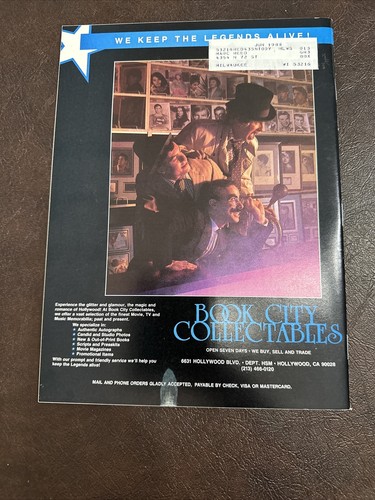 WE KEEP THE LEGENDS ALIVE!
JUN 1988
Experience the glitter and glamour, the magic and
romance of Hollywood! At Book City Collectables,
we offer a vast selection of the finest Movie, TV and
Music Memorabilia; past and present.
We specialize in:
Authentic Autographs
Candid and Studio Photos
New & Out-of-Print Books
Scripts and Presskits
Movie Magazines
Promotional Items
With our prompt and friendly service we'll help you
keep the Legends alive!
BOOK CITY
COLLECTABLES
OPEN SEVEN DAYS • WE BUY, SELL AND TRADE
6631 HOLLYWOOD BLVD. • DEPT. HSM • HOLLYWOOD, CA 90028
(213) 466-0120
MAIL AND PHONE ORDERS GLADLY ACCEPTED, PAYABLE BY CHECK, VISA OR MASTERCARD.